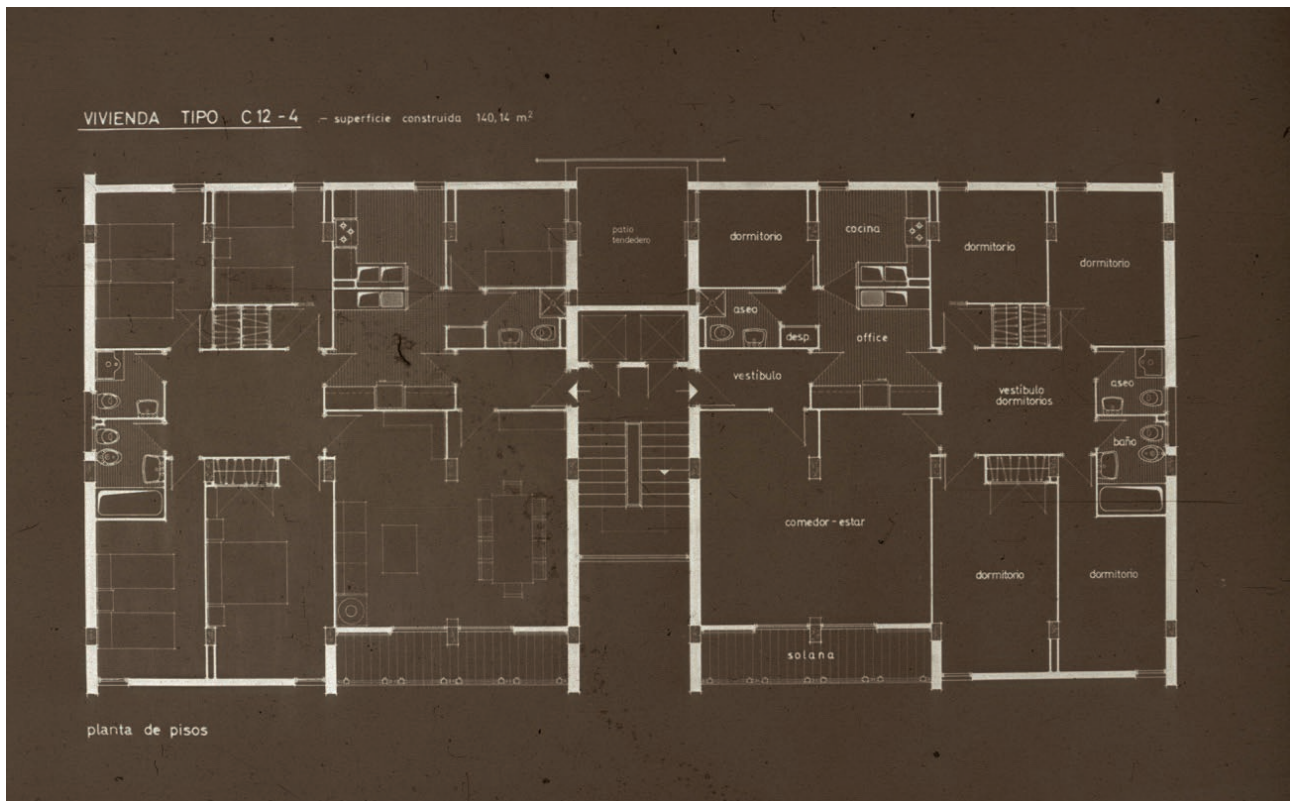 VIVIENDA TIPO C 12 - 4 .- superficie construida 140,14 m²
patio
tendedero
dormitorio
cocina
dormitorio
dormitorio
aseo
desp.
office
vestíbulo
vestíbulo
dormitorios
aseo
baño
comedor - estar
dormitorio
dormitorio
solana
planta de pisos